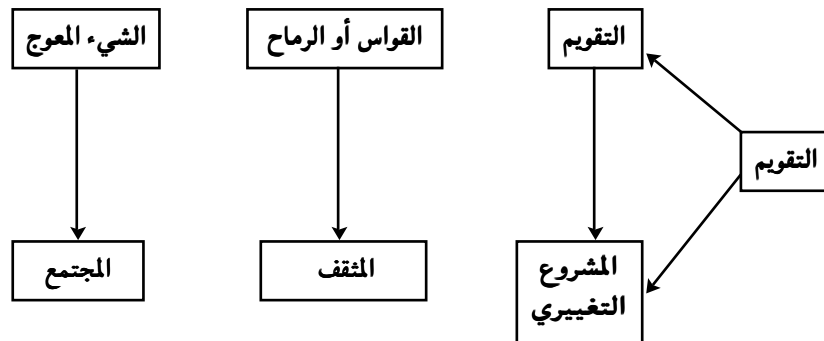 التقويم
القواس أو الرماح
الشيء المعوج
التقويم
المشروع
التغييري
المثقف
المجتمع